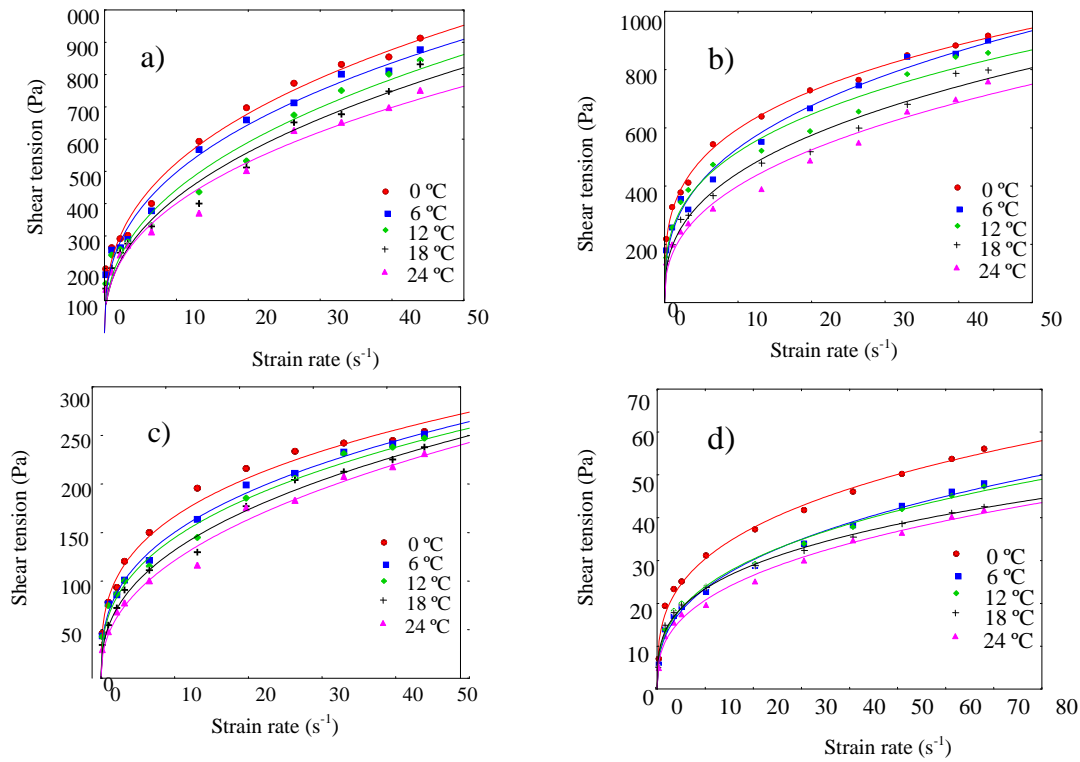 a)
000
900
800
700
600
500
400
300
200
100
0 10 20 30 40 50
Shear tension (Pa)
Strain rate (s⁻¹)
0 ºC
6 ºC
12 ºC
18 ºC
24 ºC
b)
1000
800
600
400
200
0
0 10 20 30 40 50
Shear tension (Pa)
Strain rate (s⁻¹)
0 ºC
6 ºC
12 ºC
18 ºC
24 ºC
c)
300
250
200
150
100
50
0
0 10 20 30 40 50
Shear tension (Pa)
Strain rate (s⁻¹)
0 ºC
6 ºC
12 ºC
18 ºC
24 ºC
d)
70
60
50
40
30
20
10
0
0 10 20 30 40 50 60 70 80
Shear tension (Pa)
Strain rate (s⁻¹)
0 ºC
6 ºC
12 ºC
18 ºC
24 ºC